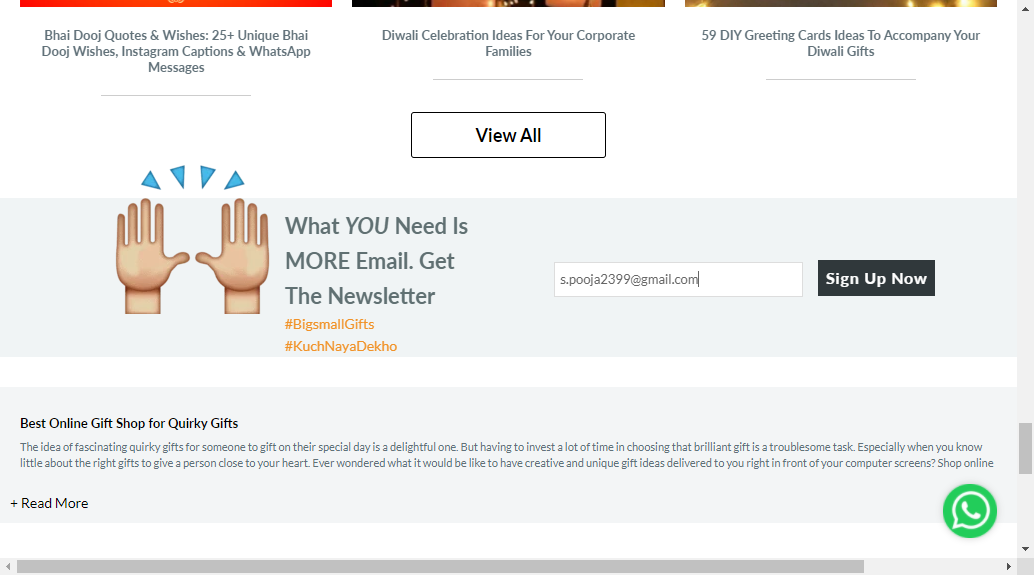 Bhai Dooj Quotes & Wishes: 25+ Unique Bhai
Dooj Wishes, Instagram Captions & WhatsApp
Messages
Diwali Celebration Ideas For Your Corporate
Families
59 DIY Greeting Cards Ideas To Accompany Your
Diwali Gifts
View All
What YOU Need Is
MORE Email. Get
The Newsletter
#BigsmallGifts
#KuchNayaDekho
s.pooja2399@gmail.com
Sign Up Now
Best Online Gift Shop for Quirky Gifts
The idea of fascinating quirky gifts for someone to gift on their special day is a delightful one. But having to invest a lot of time in choosing that brilliant gift is a troublesome task. Especially when you know
little about the right gifts to give a person close to your heart. Ever wondered what it would be like to have creative and unique gift ideas delivered to you right in front of your computer screens? Shop online
+ Read More